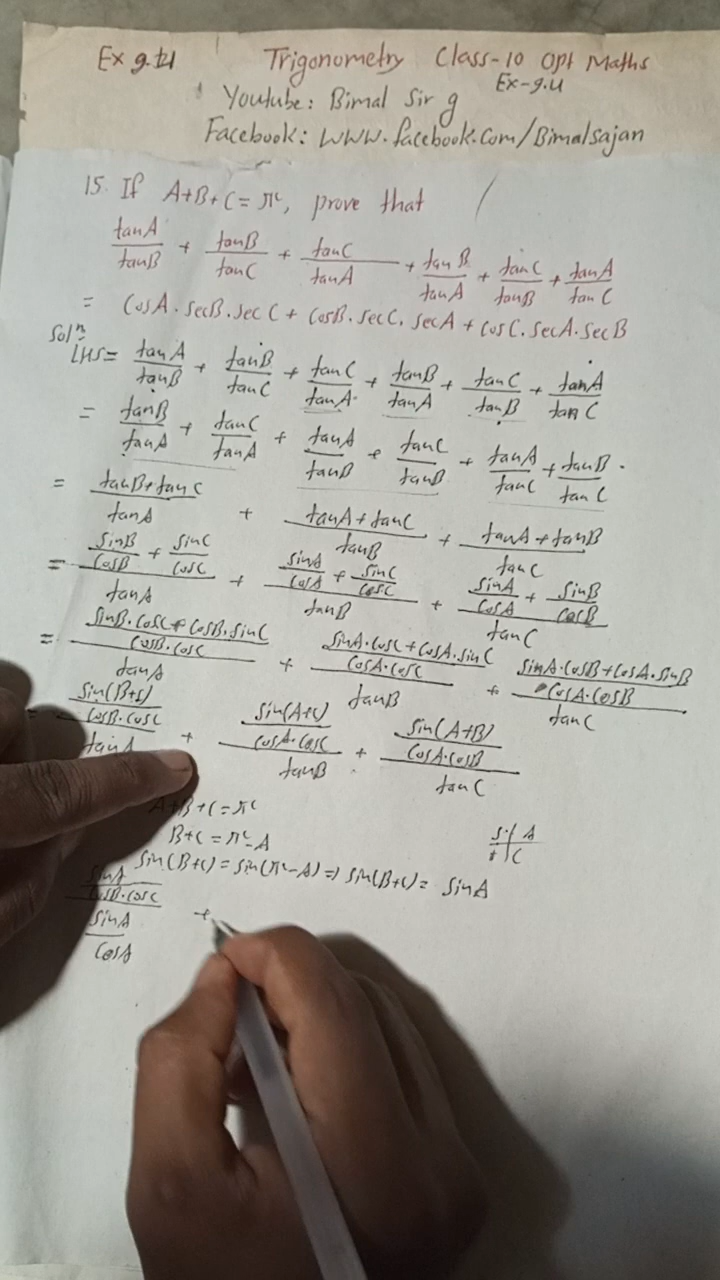 Ex 9.4 Trigonometry Class-10 Opt Maths
Ex-9.4
Youtube: Bimal Sir g
Facebook: WWW.facebook.Com/Bimalsajan
15. If A+B+C = πᶜ, prove that
tanA/tanB + tanB/tanC + tanC/tanA + tanB/tanA + tanC/tanB + tanA/tanC
= CosA. SecB. Sec C + CosB. SecC. SecA + CosC. SecA. SecB
Solⁿ:
LHS= tanA/tanB + tanB/tanC + tanC/tanA + tanB/tanA + tanC/tanB + tanA/tanC
= tanB/tanA + tanC/tanA + tanA/tanB + tanC/tanB + tanA/tanC + tanB/tanC
= (tanB+tanC)/tanA + (tanA+tanC)/tanB + (tanA+tanB)/tanC
= (SinB/CosB + SinC/CosC)/tanA + (SinA/CosA + SinC/CosC)/tanB + (SinA/CosA + SinB/CosB)/tanC
= ((SinB.CosC+CosB.SinC)/(CosB.CosC))/tanA + ((SinA.CosC+CosA.SinC)/(CosA.CosC))/tanB + ((SinA.CosB+CosA.SinB)/(CosA.CosB))/tanC
(Sin(B+C)/(CosB.CosC))/tanA + (Sin(A+C)/(CosA.CosC))/tanB + (Sin(A+B)/(CosA.CosB))/tanC
A+B+C=πᶜ
B+C=πᶜ-A
S A
t C
Sin(B+C)=Sin(πᶜ-A)=) Sin(B+C)= SinA
(SinA/(CosB.CosC))/(SinA/CosA) +